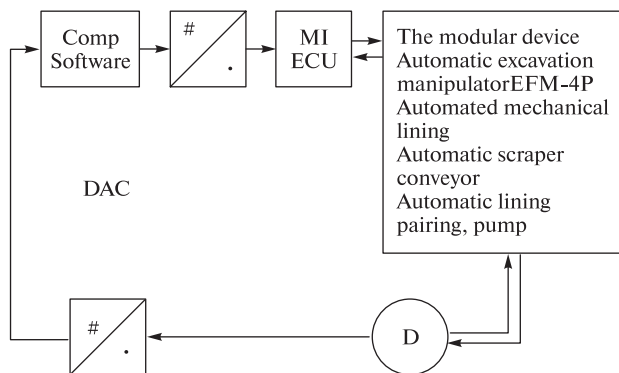 Comp
Software
#
.
MI
ECU
The modular device
Automatic excavation
manipulatorEFM-4P
Automated mechanical
lining
Automatic scraper
conveyor
Automatic lining
pairing, pump
DAC
#
.
D